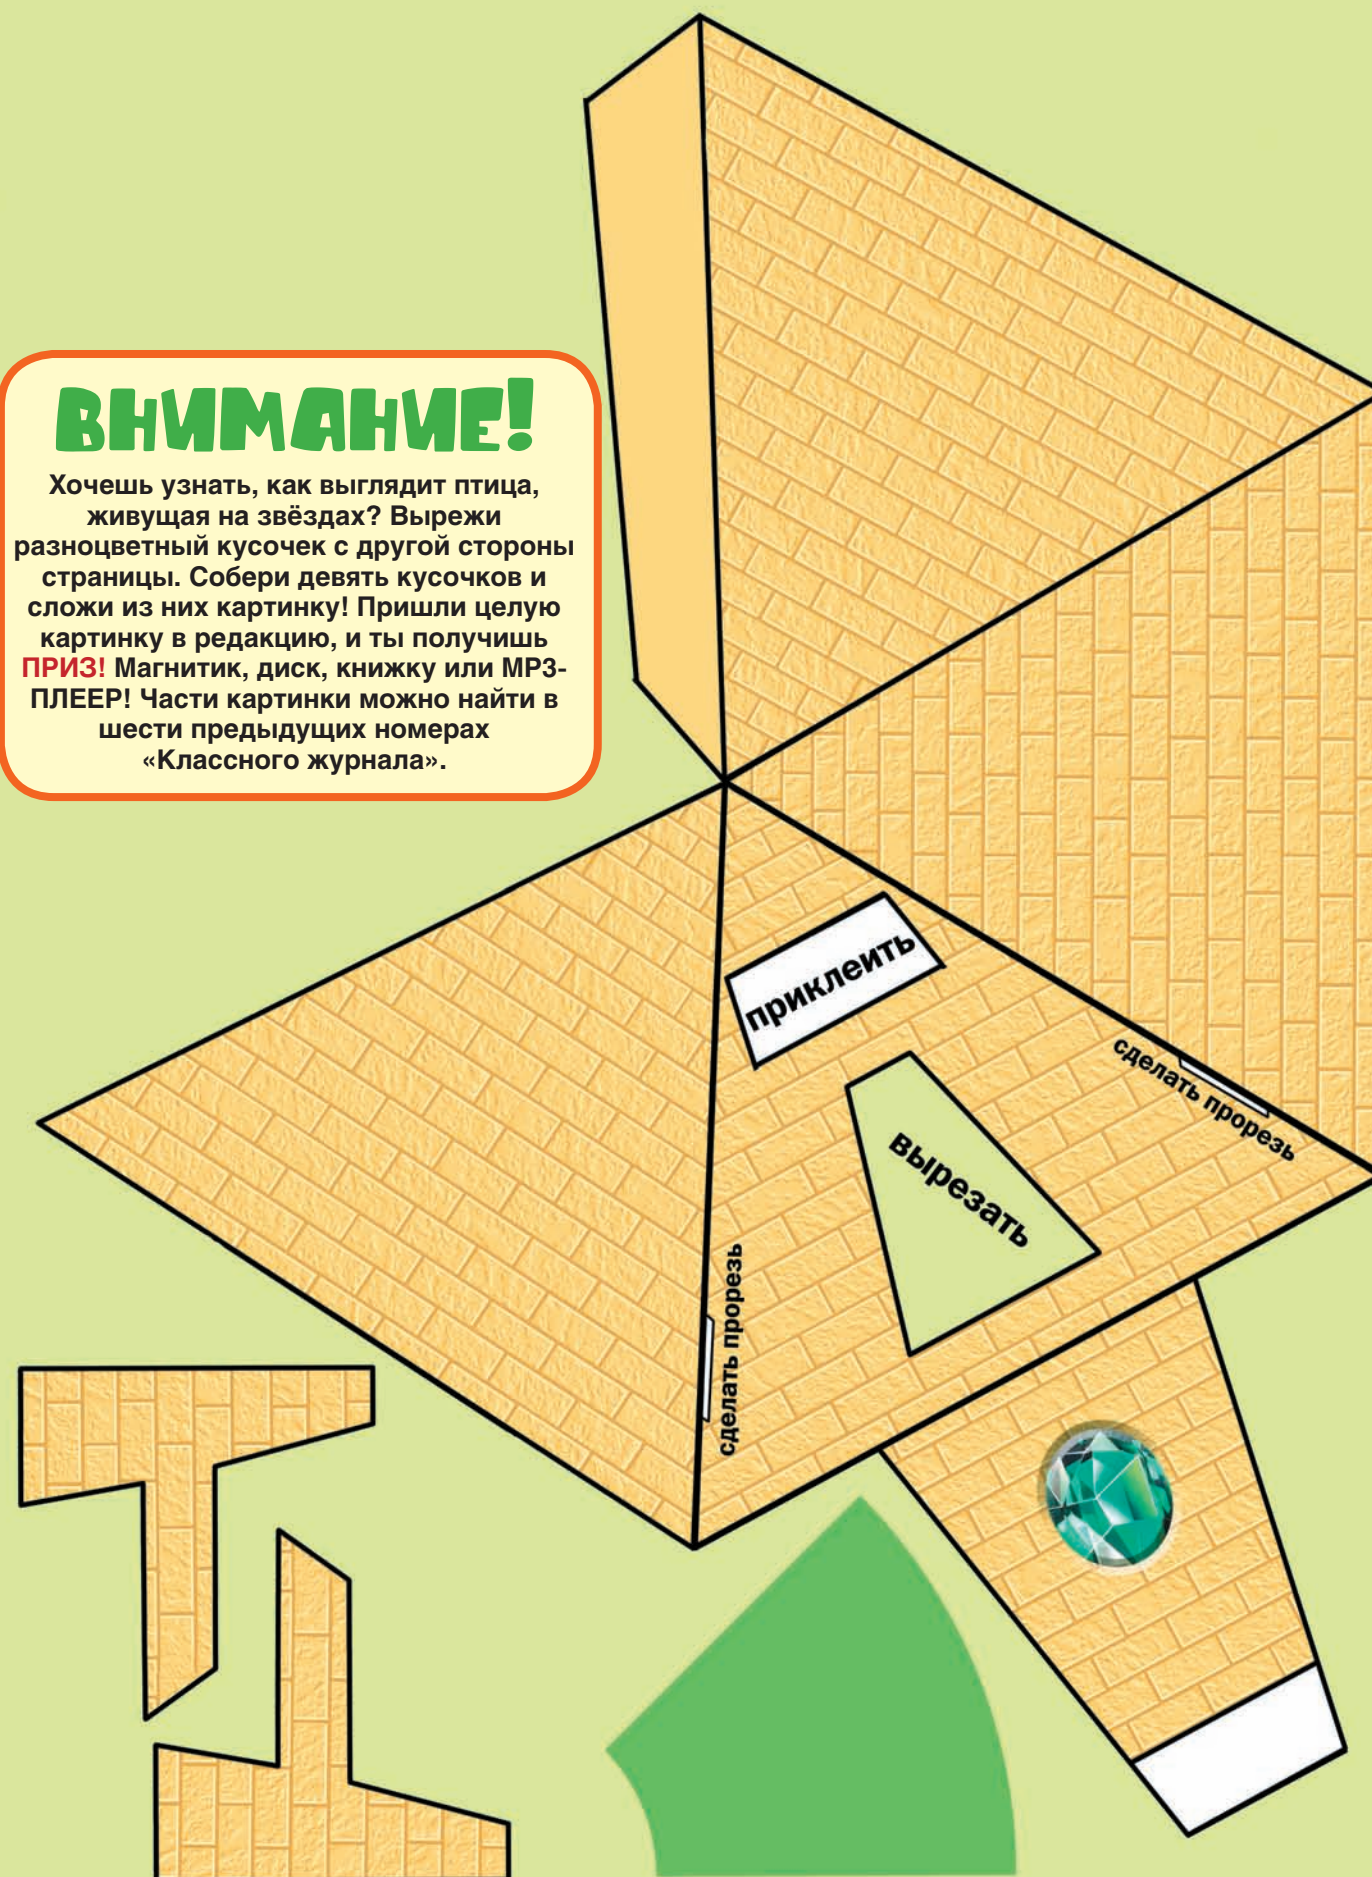 ВНИМАНИЕ!
Хочешь узнать, как выглядит птица,
живущая на звёздах? Вырежи
разноцветный кусочек с другой стороны
страницы. Собери девять кусочков и
сложи из них картинку! Пришли целую
картинку в редакцию, и ты получишь
ПРИЗ! Магнитик, диск, книжку или МР3-
ПЛЕЕР! Части картинки можно найти в
шести предыдущих номерах
«Классного журнала».
приклеить
сделать прорезь
вырезать
сделать прорезь